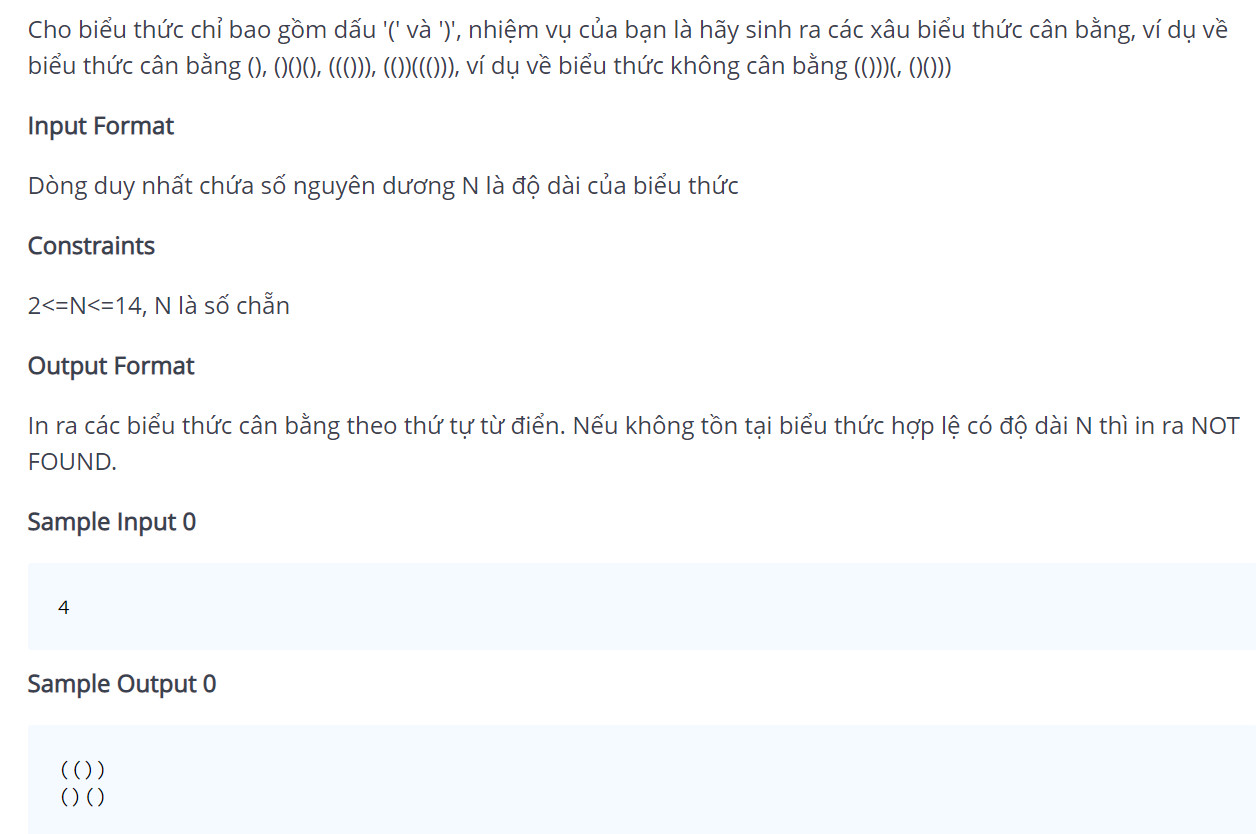 Cho biểu thức chỉ bao gồm dấu '(' và ')', nhiệm vụ của bạn là hãy sinh ra các xâu biểu thức cân bằng, ví dụ về
biểu thức cân bằng (), ()()(), ((())), (())((())), ví dụ về biểu thức không cân bằng (()))(, ()()))
Input Format
Dòng duy nhất chứa số nguyên dương N là độ dài của biểu thức
Constraints
2<=N<=14, N là số chẵn
Output Format
In ra các biểu thức cân bằng theo thứ tự từ điển. Nếu không tồn tại biểu thức hợp lệ có độ dài N thì in ra NOT
FOUND.
Sample Input 0
4
Sample Output 0
(())
()()